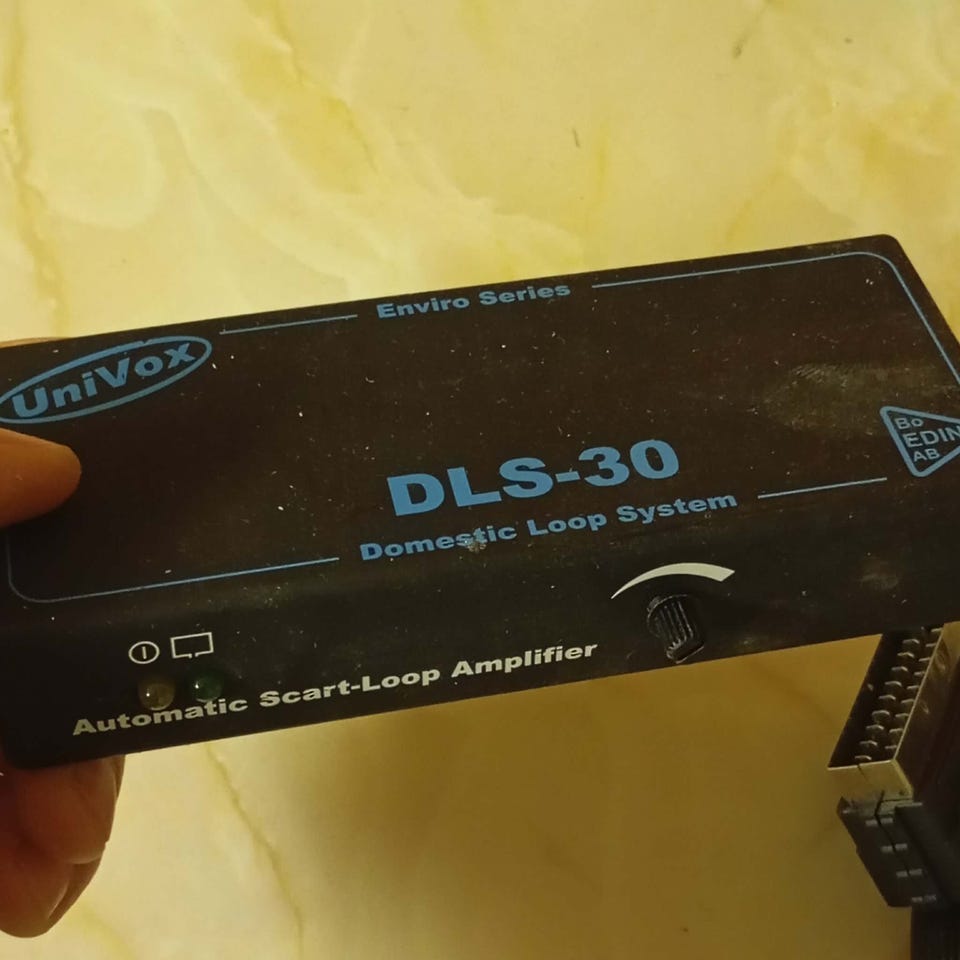 Enviro Series
UniVox
Bo
EDIN
AB
DLS-30
Domestic Loop System
Automatic Scart-Loop Amplifier